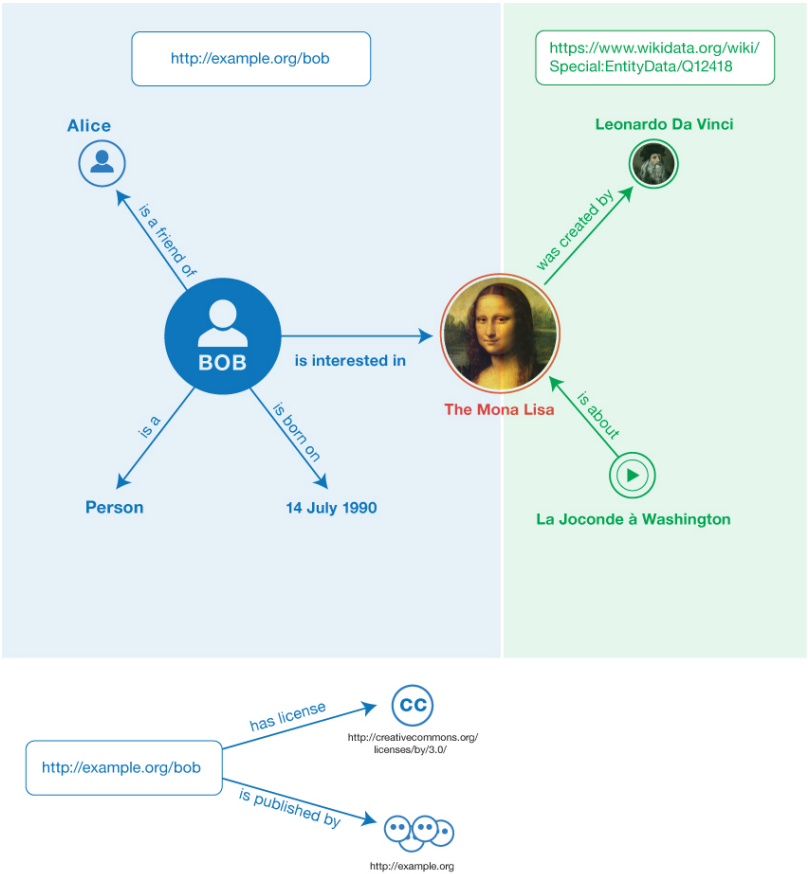 http://example.org/bob
https://www.wikidata.org/wiki/
Special:EntityData/Q12418
Alice
Leonardo Da Vinci
is a friend of
was created by
BOB
is interested in
The Mona Lisa
is a
is born on
is about
Person
14 July 1990
La Joconde à Washington
has license
CC
http://creativecommons.org/
licenses/by/3.0/
http://example.org/bob
is published by
http://example.org